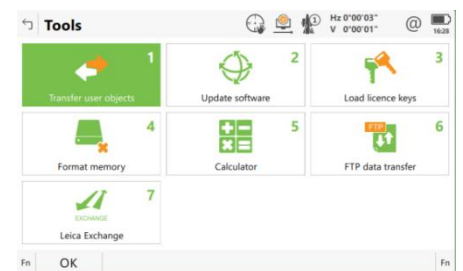 Tools
1
Hz 0°00'03"
V 0°00'01"
@
16:28
1
Transfer user objects
2
Update software
3
Load licence keys
4
Format memory
5
Calculator
FTP
6
FTP data transfer
7
EXCHANGE
Leica Exchange
Fn OK Fn